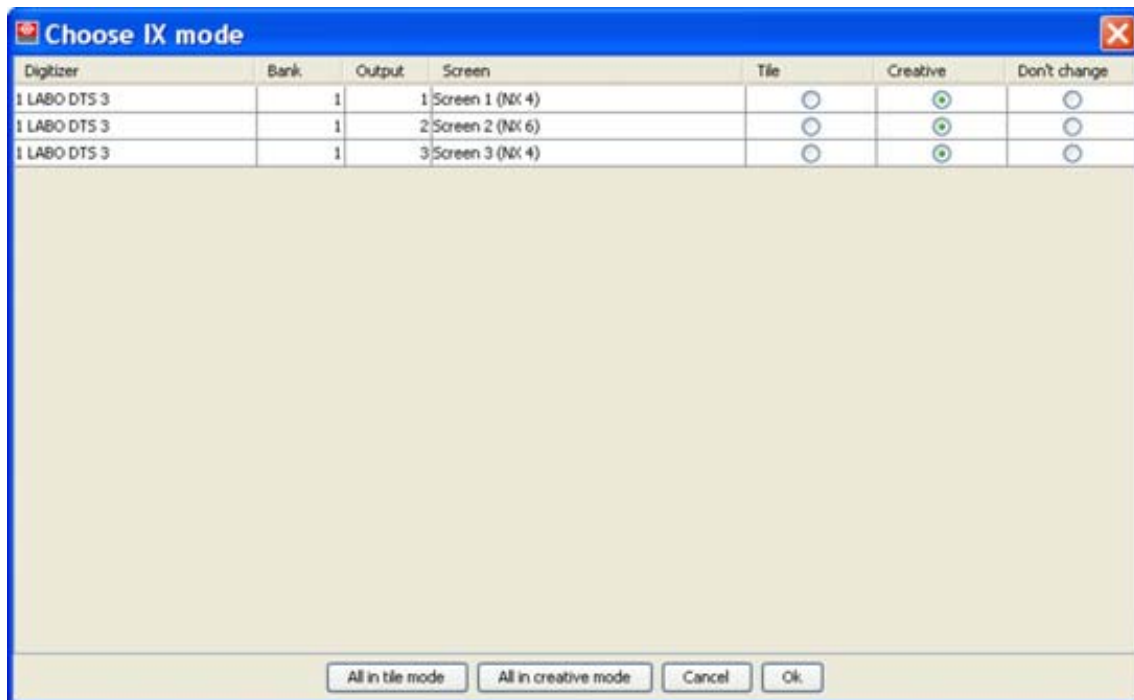 Choose IX mode
Digitizer Bank Output Screen Tile Creative Don't change
1 LABO DTS 3 1 1 Screen 1 (NX 4)
1 LABO DTS 3 1 2 Screen 2 (NX 6)
1 LABO DTS 3 1 3 Screen 3 (NX 4)
All in tile mode All in creative mode Cancel Ok